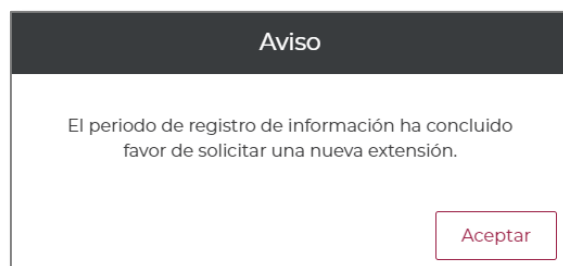 Aviso
El periodo de registro de información ha concluido
favor de solicitar una nueva extensión.
Aceptar